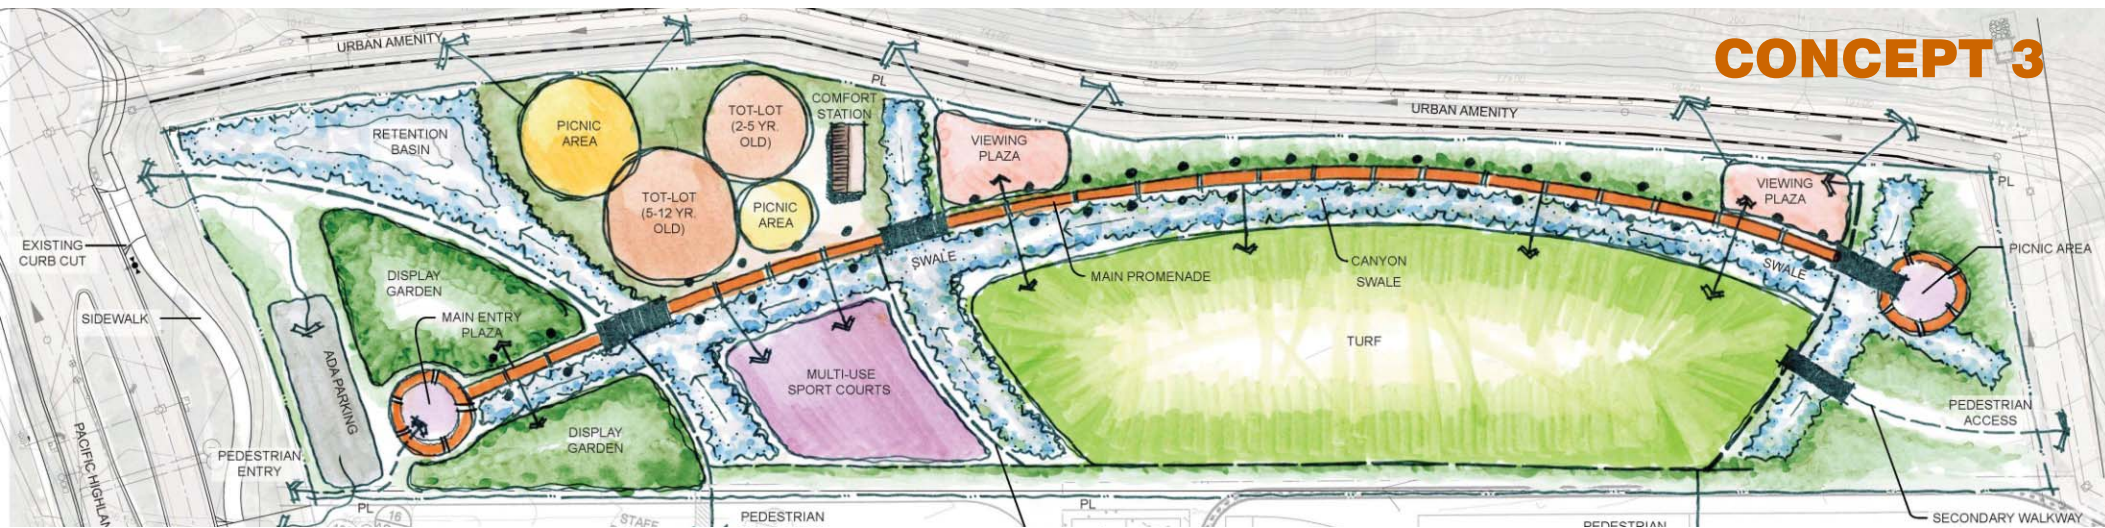 CONCEPT 3
URBAN AMENITY
PL
PL
RETENTION
BASIN
PICNIC
AREA
TOT-LOT
(2-5 YR.
OLD)
COMFORT
STATION
TOT-LOT
(5-12 YR.
OLD)
PICNIC
AREA
VIEWING
PLAZA
URBAN AMENITY
VIEWING
PLAZA
PL
EXISTING
CURB CUT
SIDEWALK
DISPLAY
GARDEN
MAIN ENTRY
PLAZA
SWALE
MAIN PROMENADE
CANYON
SWALE
SWALE
PICNIC AREA
TURF
ADA PARKING
MULTI-USE
SPORT COURTS
DISPLAY
GARDEN
PEDESTRIAN
ACCESS
PEDESTRIAN
ENTRY
PACIFIC HIGHLAN
PL
16
STAFF
PEDESTRIAN
PL
PEDESTRIAN
SECONDARY WALKWAY